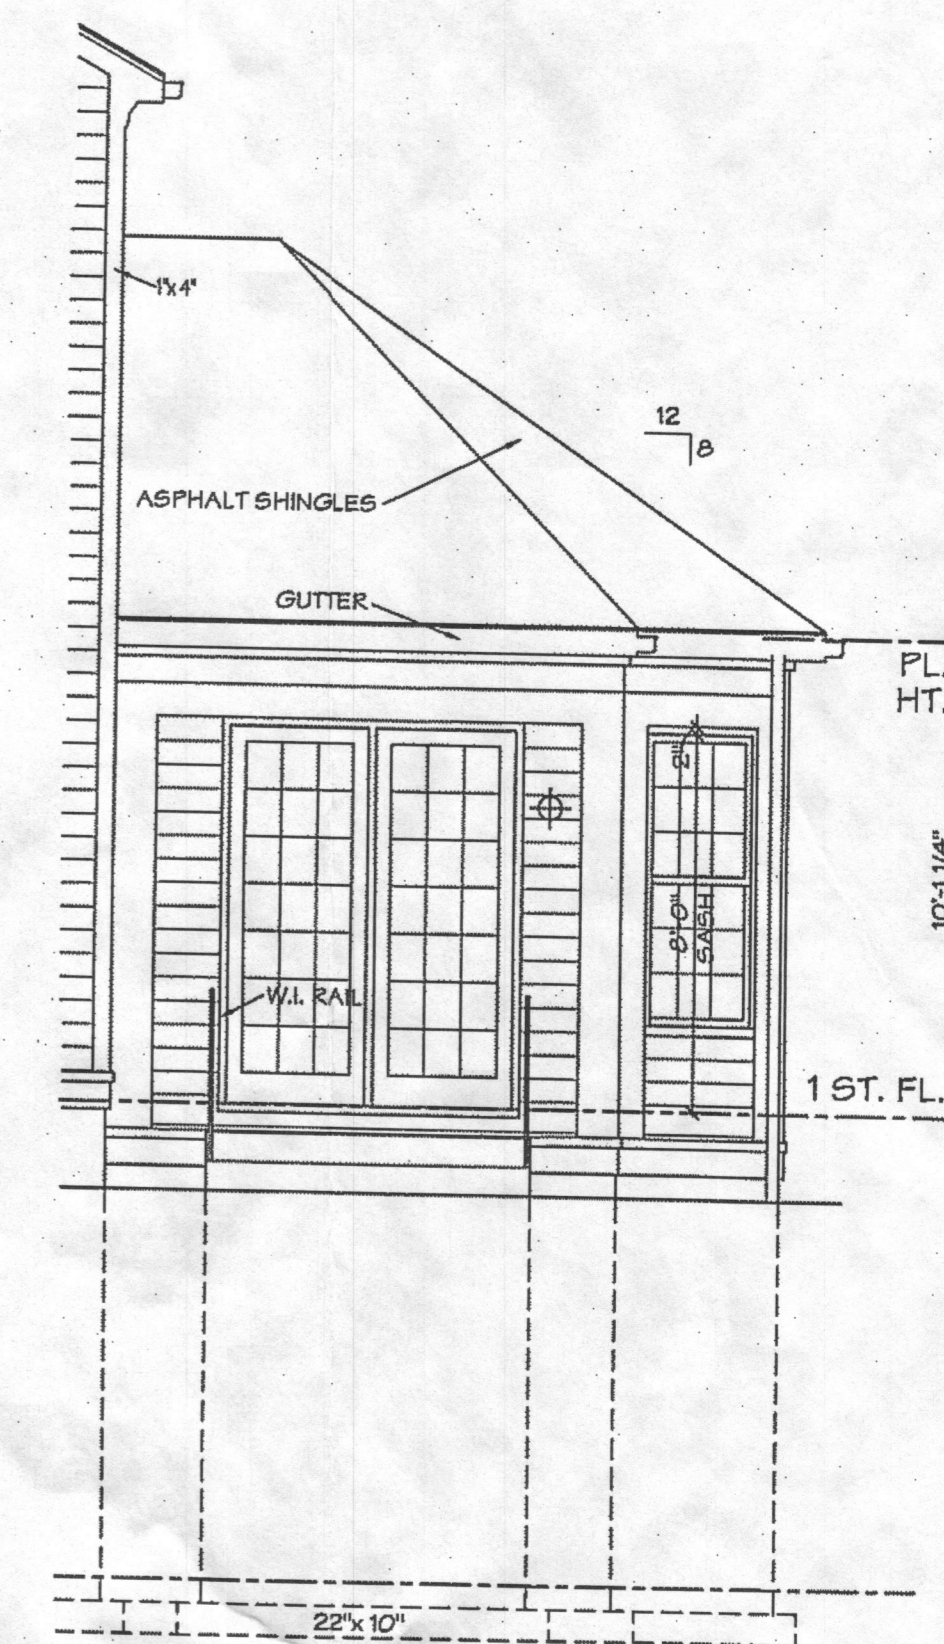 1"x4"
12
8
ASPHALT SHINGLES
GUTTER
HT.
2"
8'-0"
SASH
10'-1 1/4"
W.I. RAIL
1 ST. FL.
22"x 10"